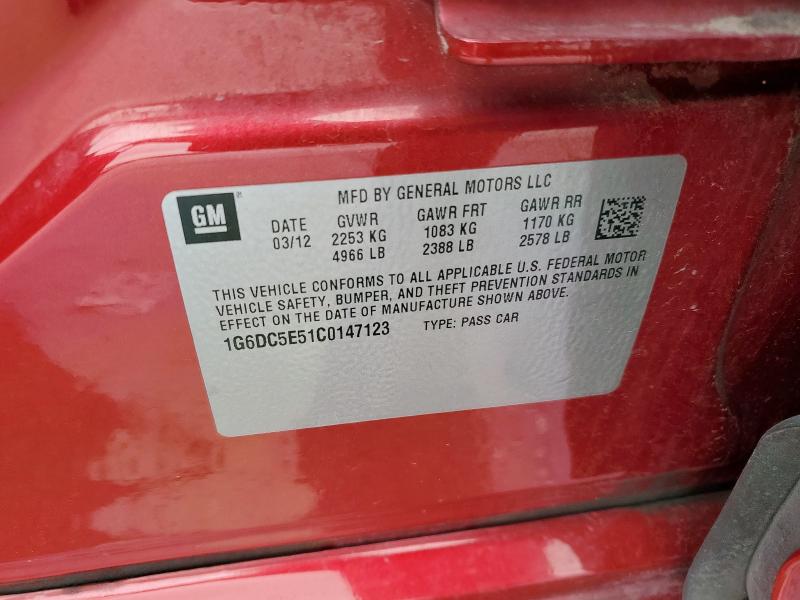 MFD BY GENERAL MOTORS LLC
GM
DATE GVWR GAWR FRT GAWR RR
03/12 2253 KG 1083 KG 1170 KG
4966 LB 2388 LB 2578 LB
THIS VEHICLE CONFORMS TO ALL APPLICABLE U.S. FEDERAL MOTOR
VEHICLE SAFETY, BUMPER, AND THEFT PREVENTION STANDARDS IN
EFFECT ON THE DATE OF MANUFACTURE SHOWN ABOVE.
1G6DC5E51C0147123 TYPE: PASS CAR